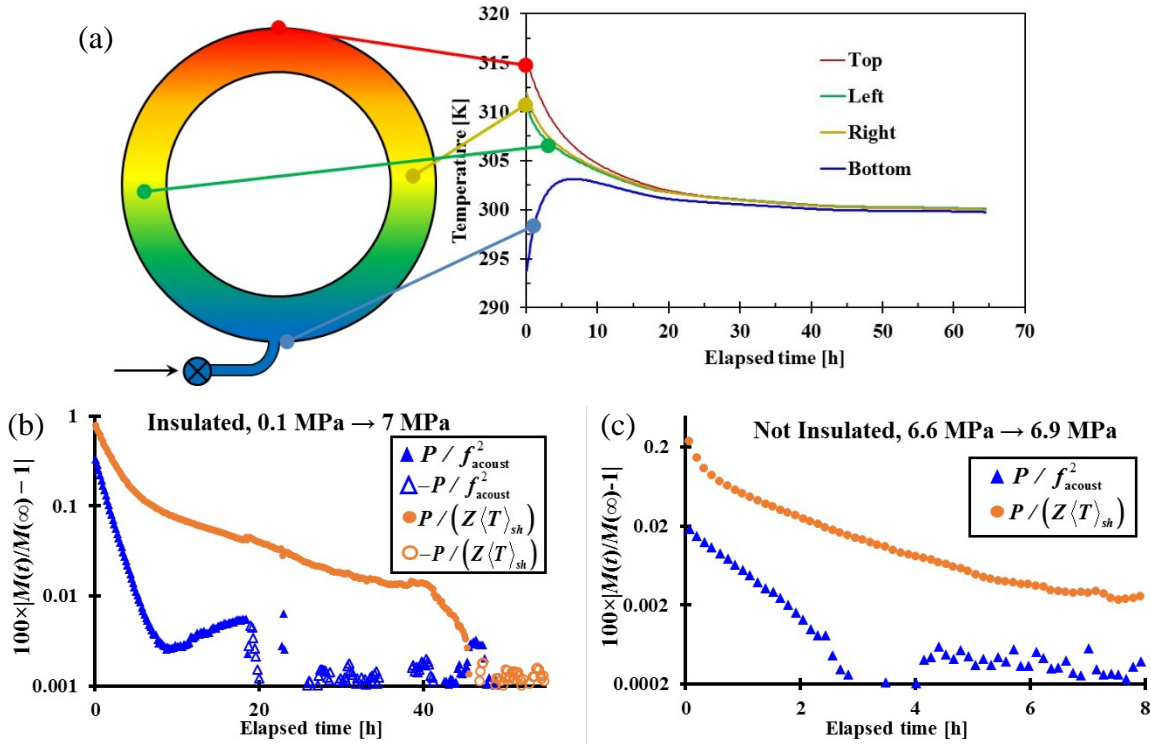 (a)
320
315
310
305
300
295
290
Temperature [K]
Top
Left
Right
Bottom
0 10 20 30 40 50 60 70
Elapsed time [h]
(b)
Insulated, 0.1 MPa → 7 MPa
1
0.1
0.01
0.001
100×|M(t)/M(∞) − 1|
P / f²acoust
−P / f²acoust
P / (Z⟨T⟩sh)
−P / (Z⟨T⟩sh)
0 20 40
Elapsed time [h]
(c)
Not Insulated, 6.6 MPa → 6.9 MPa
0.2
0.02
0.002
0.0002
100×|M(t)/M(∞)-1|
P / f²acoust
P / (Z⟨T⟩sh)
0 2 4 6 8
Elapsed time [h]